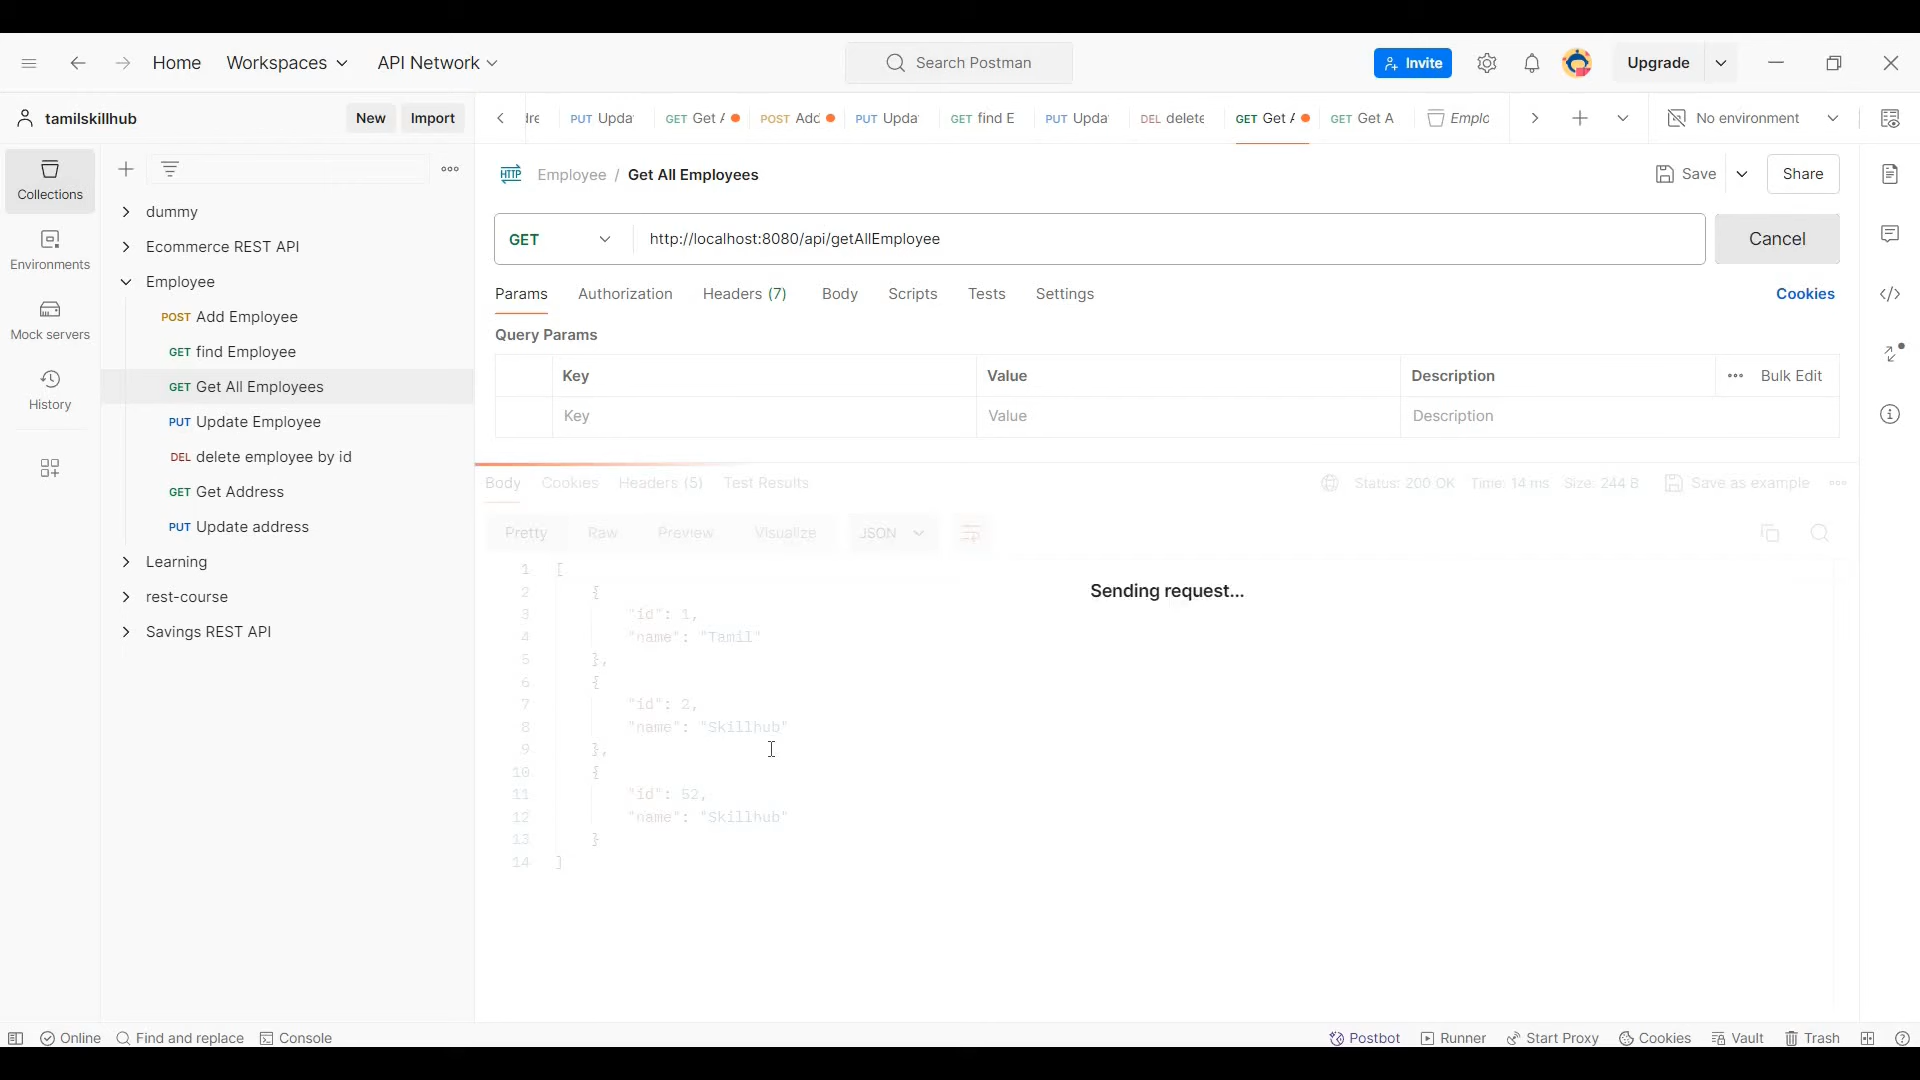 Home Workspaces API Network Search Postman Invite Upgrade
tamilskillhub New Import PUT Upda GET Get A POST Adc PUT Upda GET find E PUT Upda DEL delete GET Get A GET Get A Emplo No environment
Collections
Environments
Mock servers
History
dummy
Ecommerce REST API
Employee
POST Add Employee
GET find Employee
GET Get All Employees
PUT Update Employee
DEL delete employee by id
GET Get Address
PUT Update address
Learning
rest-course
Savings REST API
HTTP Employee / Get All Employees Save Share
GET http://localhost:8080/api/getAllEmployee Cancel
Params Authorization Headers (7) Body Scripts Tests Settings Cookies
Query Params
Key Value Description Bulk Edit
Key Value Description
Body Cookies Headers (5) Test Results Status: 200 OK Time: 14 ms Size: 244 B Save as example
Pretty Raw Preview Visualize JSON
Sending request...
1 [
2 {
3 "id": 1,
4 "name": "Tamil"
5 },
6 {
7 "id": 2,
8 "name": "Skillhub"
9 },
10 {
11 "id": 52,
12 "name": "Skillhub"
13 }
14 ]
Online Find and replace Console Postbot Runner Start Proxy Cookies Vault Trash